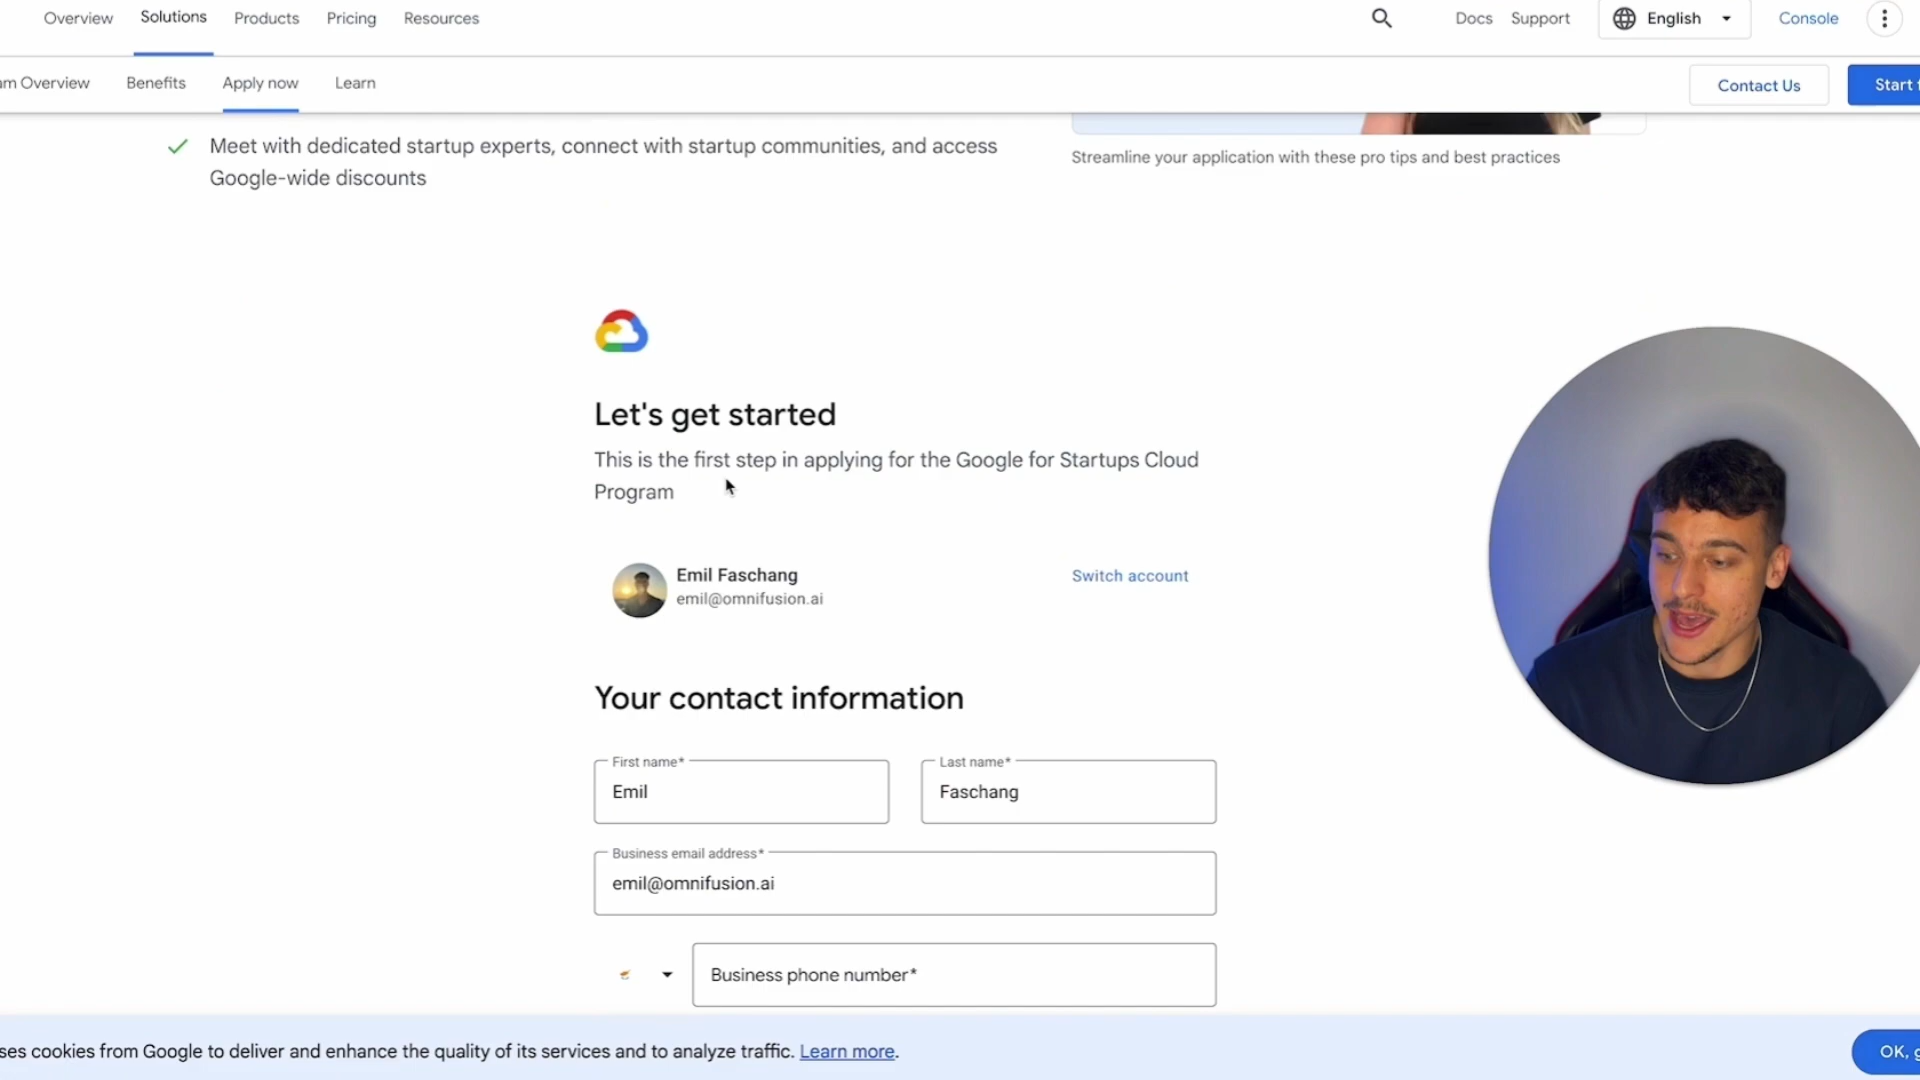 Overview Solutions Products Pricing Resources Docs Support English Console
am Overview Benefits Apply now Learn Contact Us Start f
Meet with dedicated startup experts, connect with startup communities, and access
Google-wide discounts
Streamline your application with these pro tips and best practices
Let's get started
This is the first step in applying for the Google for Startups Cloud
Program
Emil Faschang
emil@omnifusion.ai
Switch account
Your contact information
First name*
Emil
Last name*
Faschang
Business email address*
emil@omnifusion.ai
Business phone number*
ses cookies from Google to deliver and enhance the quality of its services and to analyze traffic. Learn more.
OK, g